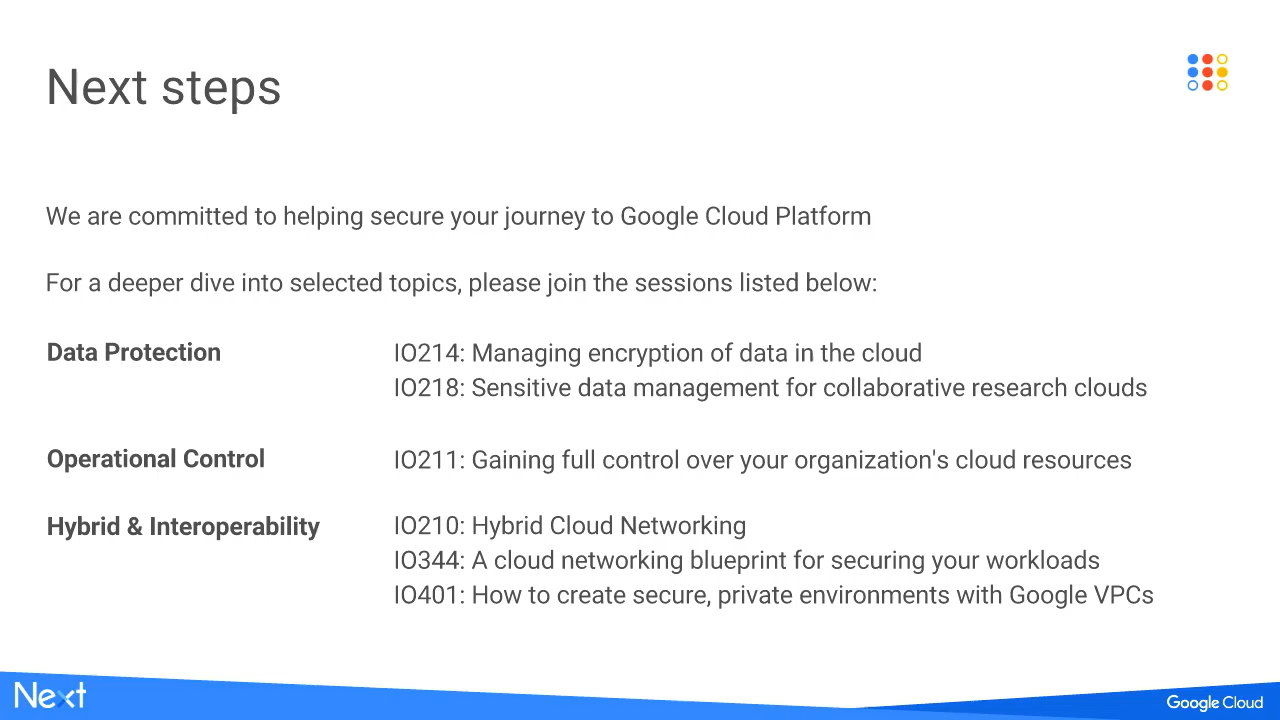 Next steps
We are committed to helping secure your journey to Google Cloud Platform
For a deeper dive into selected topics, please join the sessions listed below:
Data Protection
IO214: Managing encryption of data in the cloud
IO218: Sensitive data management for collaborative research clouds
Operational Control
IO211: Gaining full control over your organization's cloud resources
Hybrid & Interoperability
IO210: Hybrid Cloud Networking
IO344: A cloud networking blueprint for securing your workloads
IO401: How to create secure, private environments with Google VPCs
Next
Google Cloud